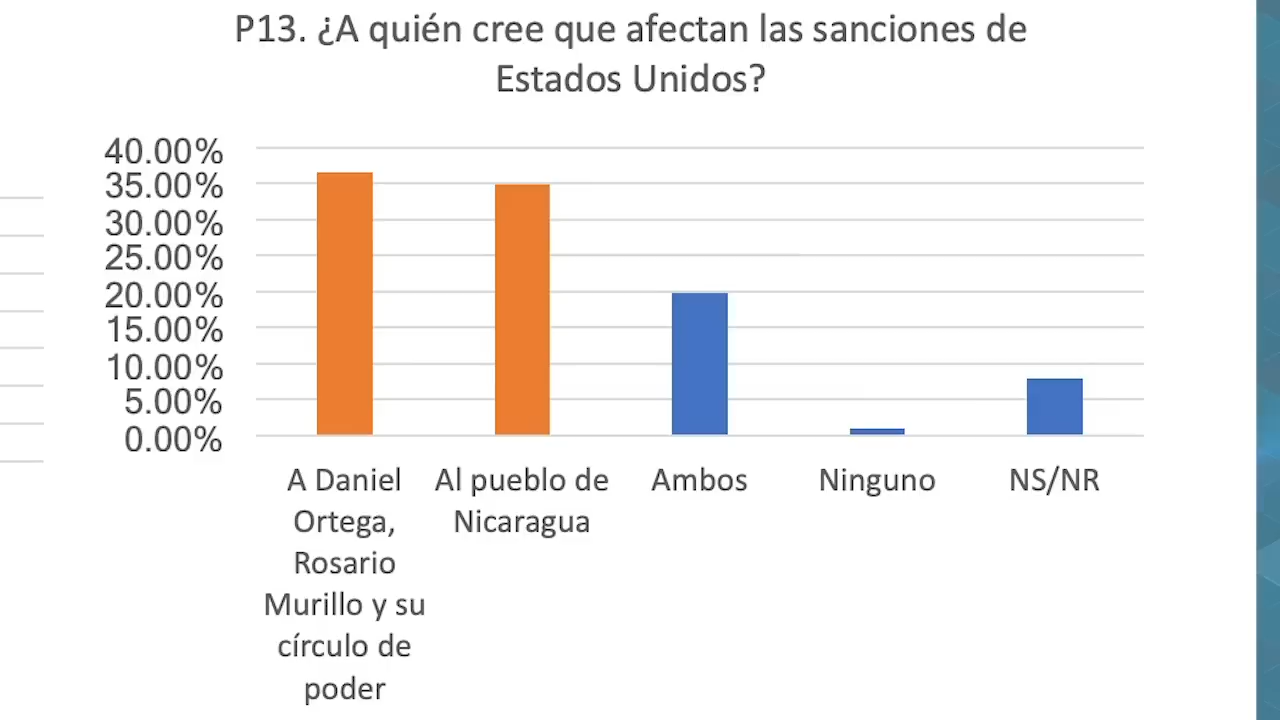 P13. ¿A quién cree que afectan las sanciones de
Estados Unidos?
40.00%
35.00%
30.00%
25.00%
20.00%
15.00%
10.00%
5.00%
0.00%
A Daniel
Ortega,
Rosario
Murillo y su
círculo de
poder
Al pueblo de
Nicaragua
Ambos
Ninguno
NS/NR